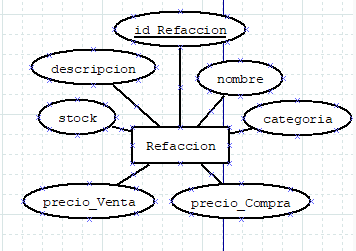 id_Refaccion
descripcion
nombre
stock
categoria
Refaccion
precio_Venta
precio_Compra